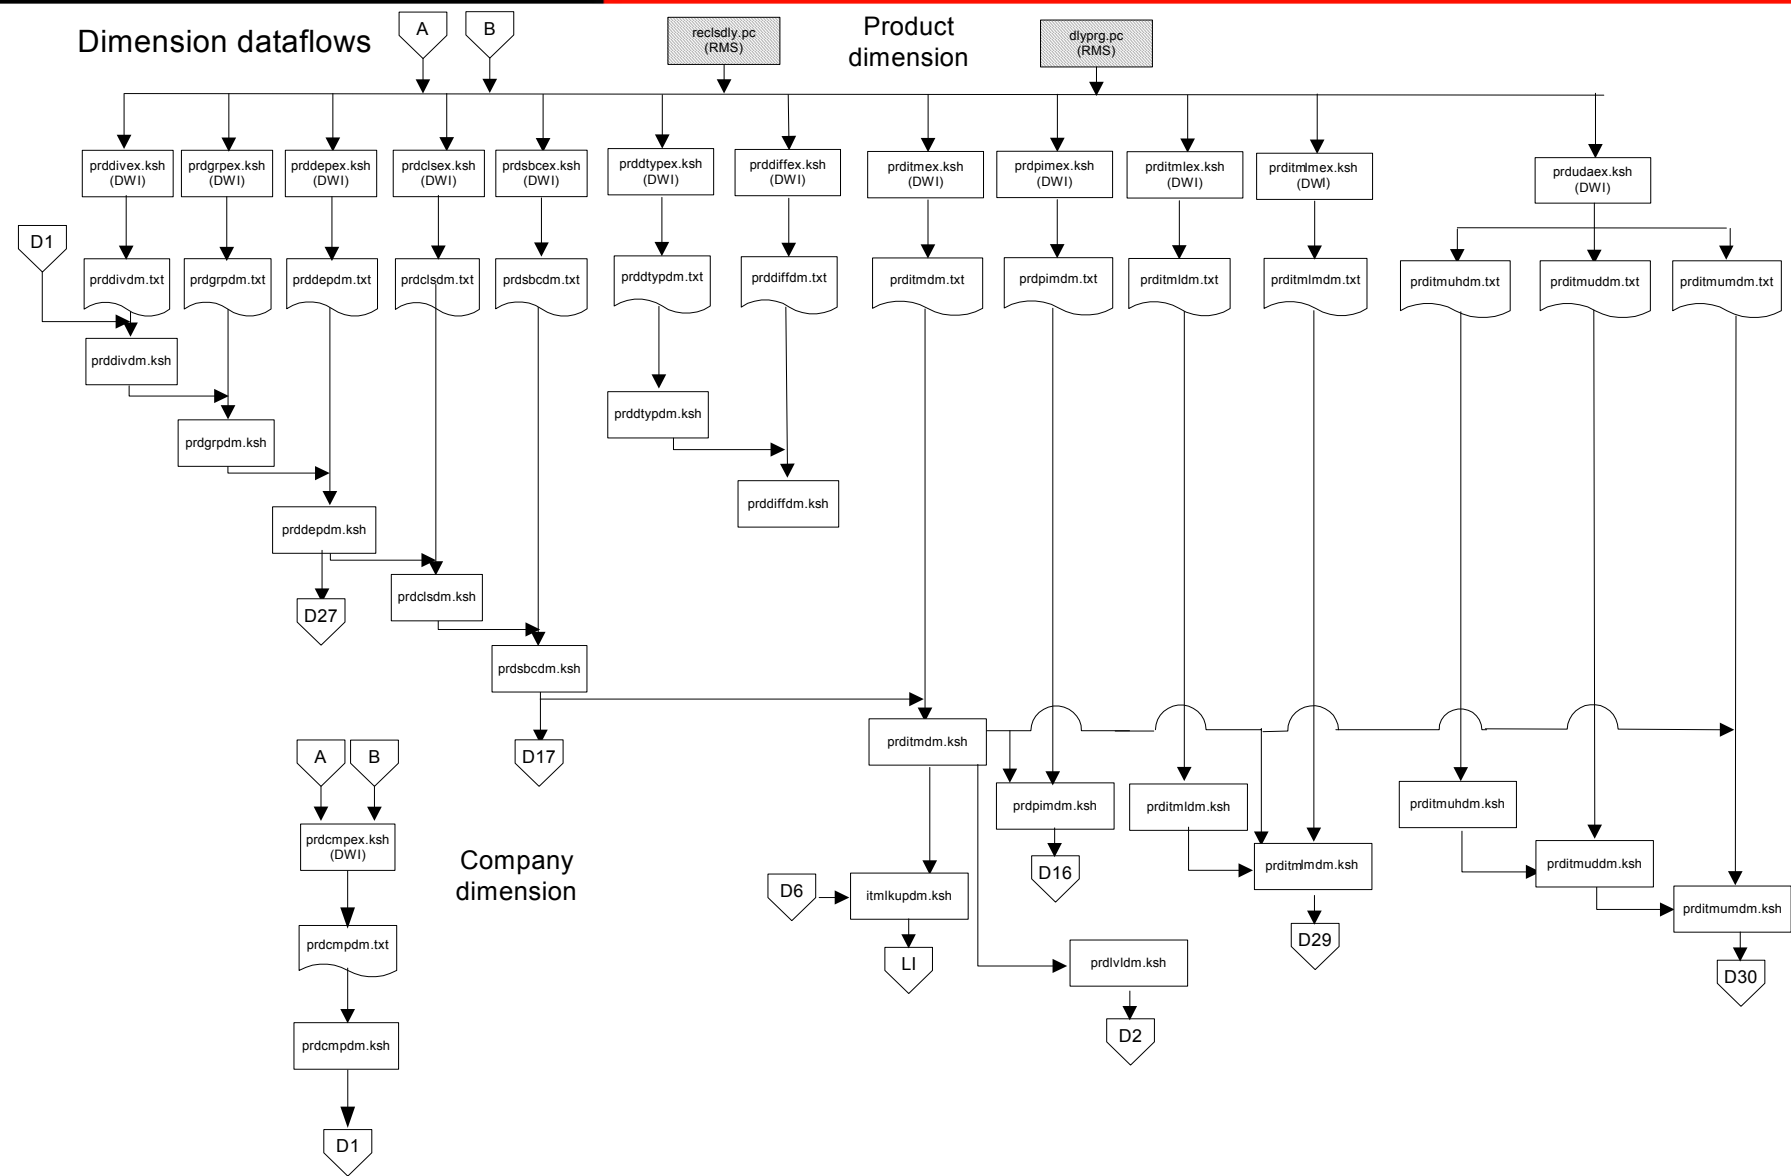 Dimension dataflows
A
B
reclsdly.pc
(RMS)
Product
dimension
dlyprg.pc
(RMS)
prddivex.ksh
(DWI)
prdgrpex.ksh
(DWI)
prddepex.ksh
(DWI)
prdclsex.ksh
(DWI)
prdsbcex.ksh
(DWI)
prddtypex.ksh
(DWI)
prddiffex.ksh
(DWI)
prditmex.ksh
(DWI)
prdpimex.ksh
(DWI)
prditmlex.ksh
(DWI)
prditmlmex.ksh
(DWI)
prdudaex.ksh
(DWI)
D1
prddivdm.txt
prdgrpdm.txt
prddepdm.txt
prdclsdm.txt
prdsbcdm.txt
prddtypdm.txt
prddiffdm.txt
prditmdm.txt
prdpimdm.txt
prditmldm.txt
prditmlmdm.txt
prditmuhdm.txt
prditmuddm.txt
prditmumdm.txt
prddivdm.ksh
prdgrpdm.ksh
prddtypdm.ksh
prddiffdm.ksh
prddepdm.ksh
prdclsdm.ksh
D27
prdsbcdm.ksh
prditmdm.ksh
A
B
D17
prdpimdm.ksh
prditmldm.ksh
prditmuhdm.ksh
prdcmpex.ksh
(DWI)
Company
dimension
D6
itmlkupdm.ksh
D16
prditmlmdm.ksh
prditmuddm.ksh
prditmumdm.ksh
prdcmpdm.txt
LI
prdlvldm.ksh
D29
D30
prdcmpdm.ksh
D2
D1